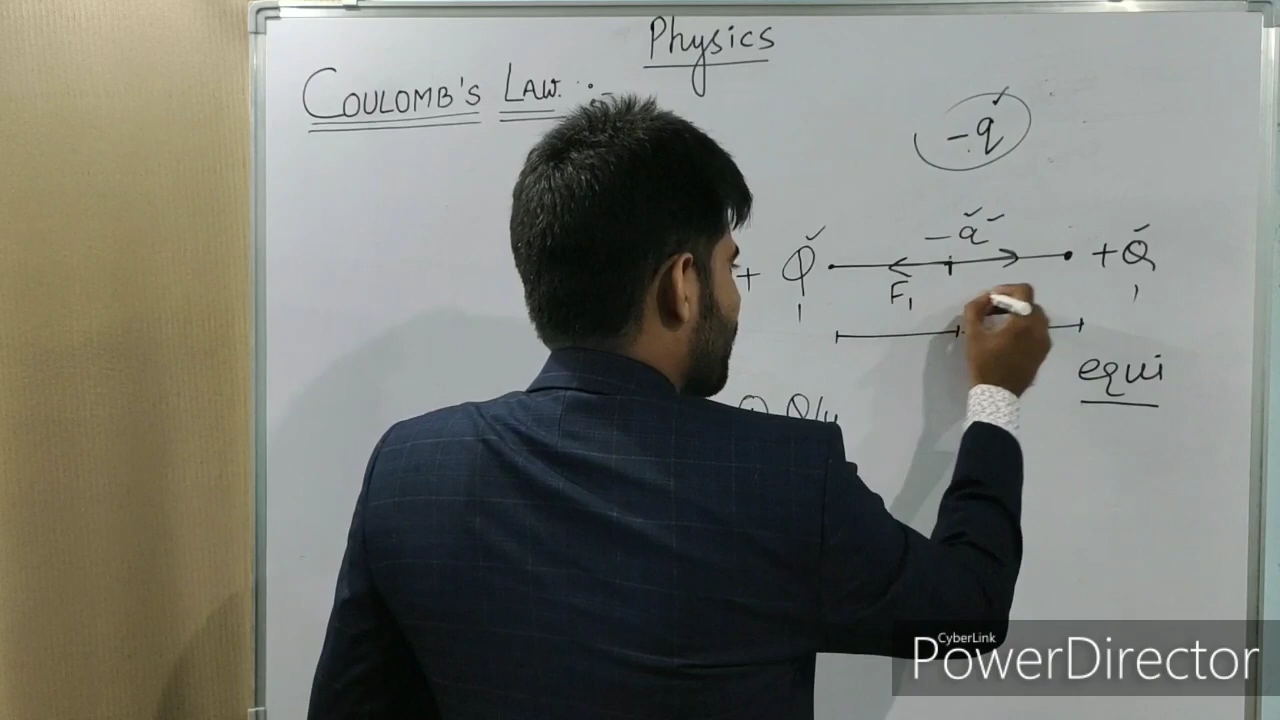 Physics
COULOMB'S LAW :-
-q
-q
+ Q +Q
F₁
equi
CyberLink
PowerDirector